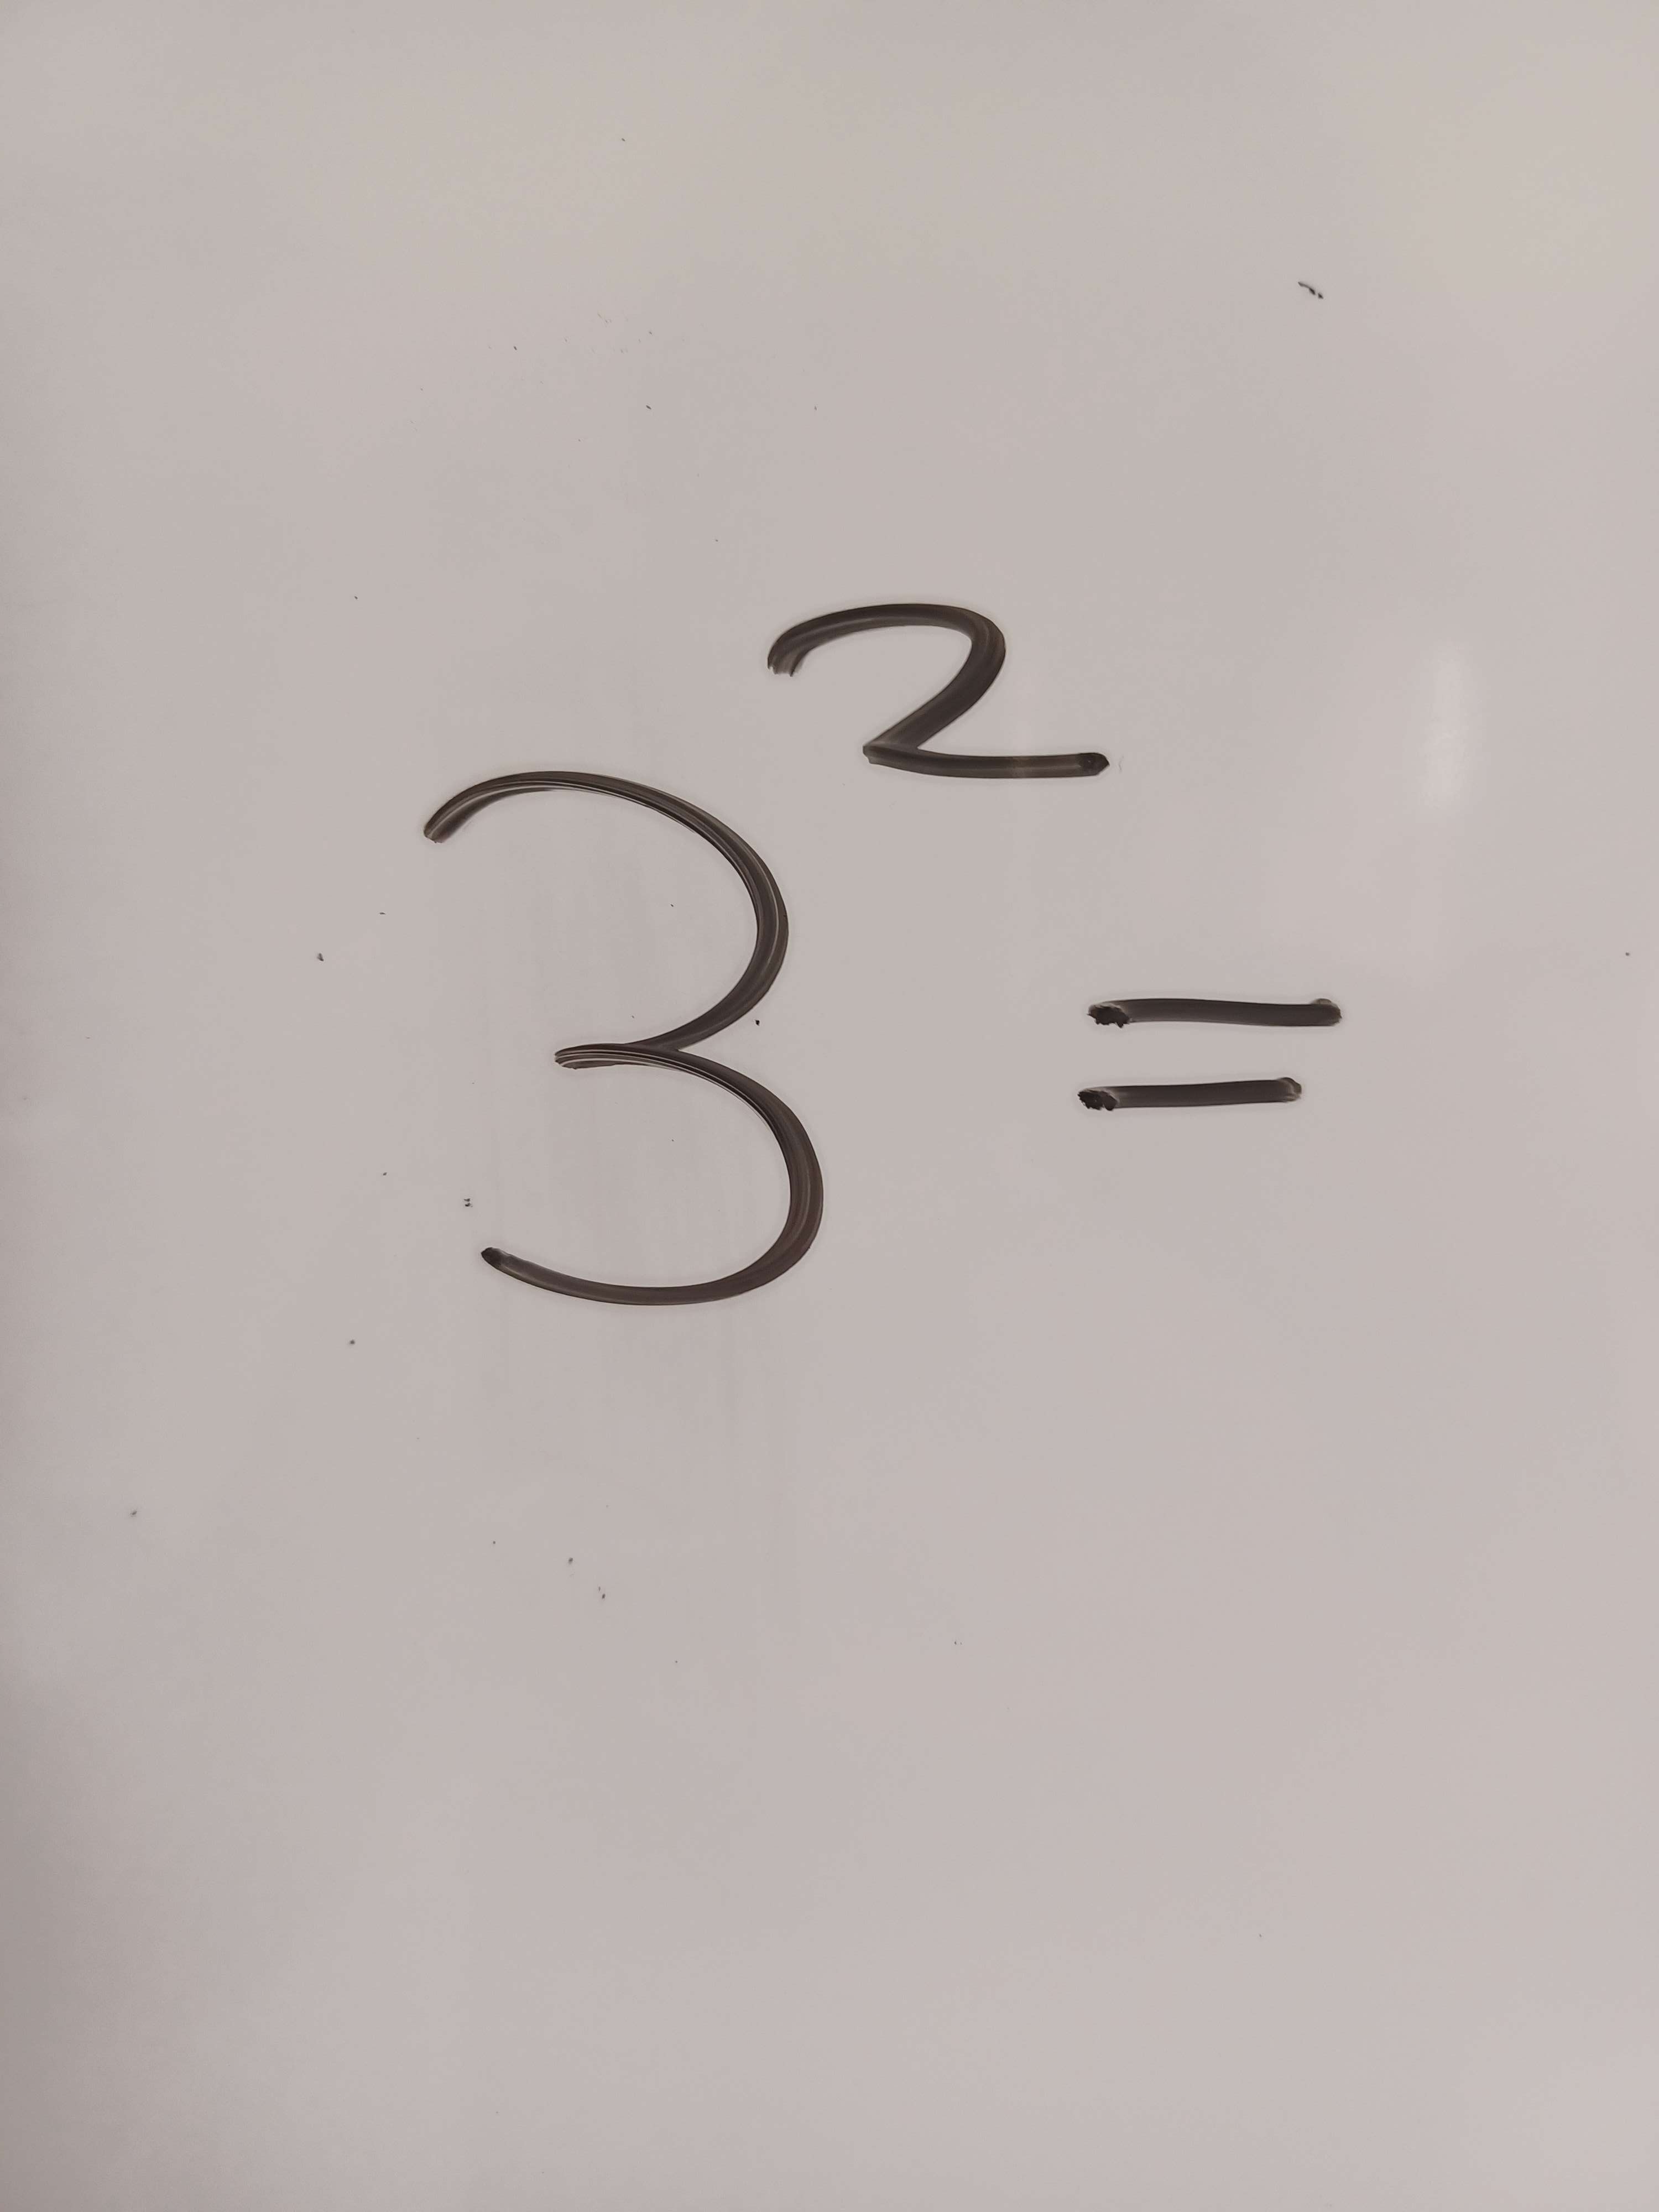 3² =